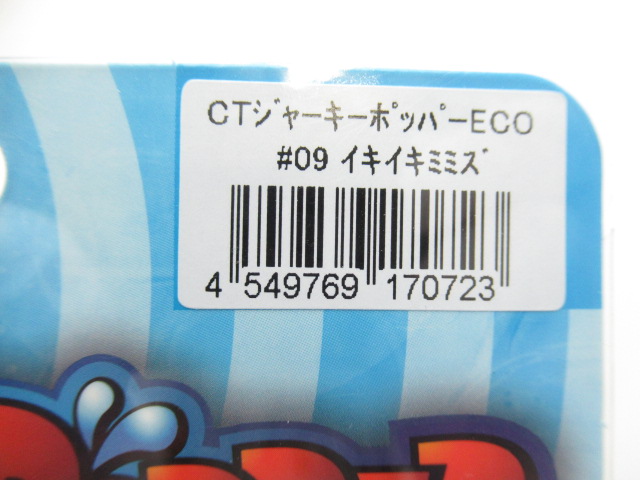 CTｼﾞｬｰｷｰﾎﾟｯﾊﾟｰECO
#09 ｲｷｲｷﾐﾐｽﾞ
4 549769 170723